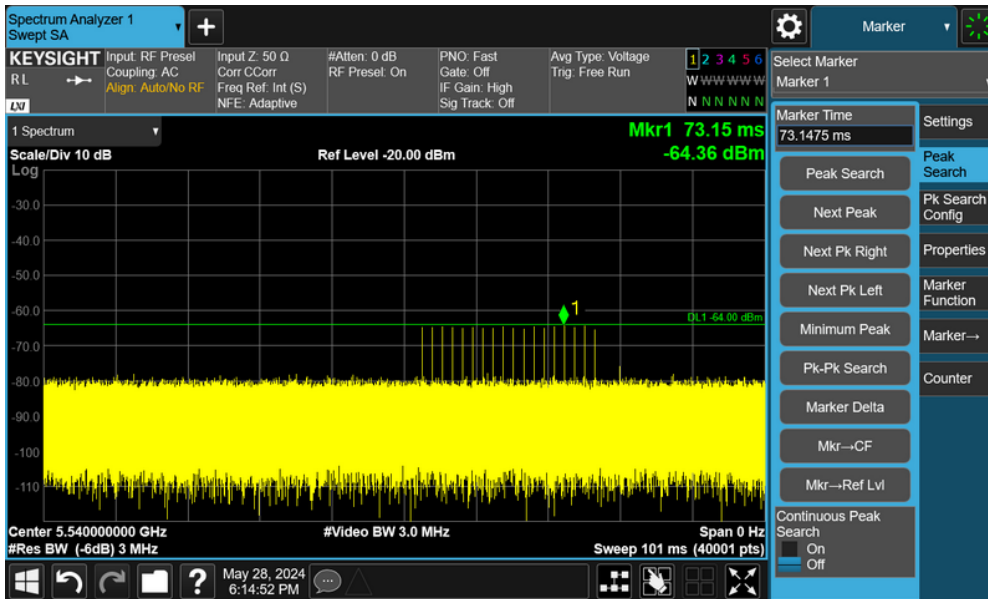 Spectrum Analyzer 1
Swept SA
+
Marker
KEYSIGHT
RL
LXI
Input: RF Presel
Coupling: AC
Align: Auto/No RF
Input Z: 50 Ω
Corr CCorr
Freq Ref: Int (S)
NFE: Adaptive
#Atten: 0 dB
RF Presel: On
PNO: Fast
Gate: Off
IF Gain: High
Sig Track: Off
Avg Type: Voltage
Trig: Free Run
1 2 3 4 5 6
W W W W W W
N N N N N N
Select Marker
Marker 1
1 Spectrum
Scale/Div 10 dB
Log
Ref Level -20.00 dBm
Mkr1 73.15 ms
-64.36 dBm
-30.0
-40.0
-50.0
-60.0
-70.0
-80.0
-90.0
-100
-110
1
DL1 -64.00 dBm
Center 5.540000000 GHz
#Res BW (-6dB) 3 MHz
#Video BW 3.0 MHz
Span 0 Hz
Sweep 101 ms (40001 pts)
Marker Time
73.1475 ms
Peak Search
Next Peak
Next Pk Right
Next Pk Left
Minimum Peak
Pk-Pk Search
Marker Delta
Mkr→CF
Mkr→Ref Lvl
Continuous Peak
Search
On
Off
Settings
Peak
Search
Pk Search
Config
Properties
Marker
Function
Marker→
Counter
?
May 28, 2024
6:14:52 PM